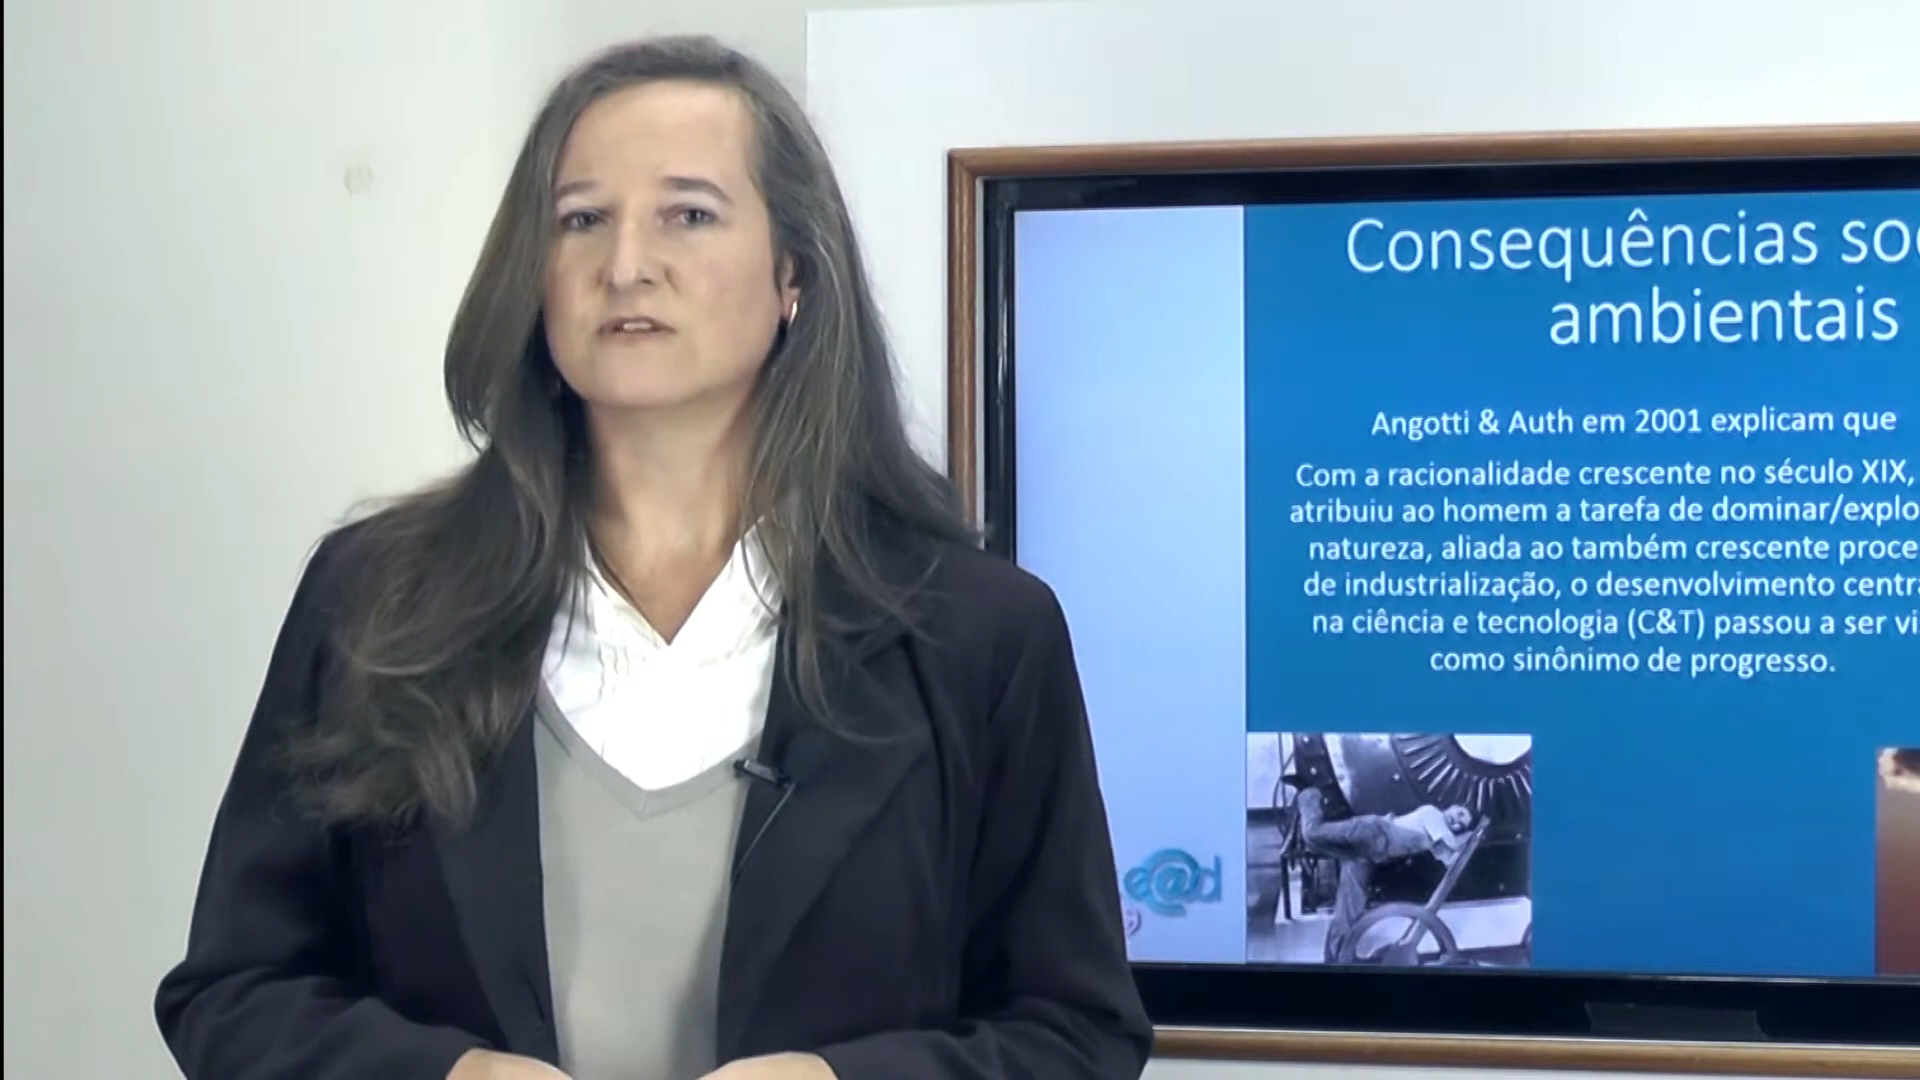 Consequências
ambientais
Angotti & Auth em 2001 explicam que
Com a racionalidade crescente no século XIX,
atribuiu ao homem a tarefa de dominar/explo
natureza, aliada ao também crescente proce
de industrialização, o desenvolvimento centr
na ciência e tecnologia (C&T) passou a ser vi
como sinônimo de progresso.
e@d